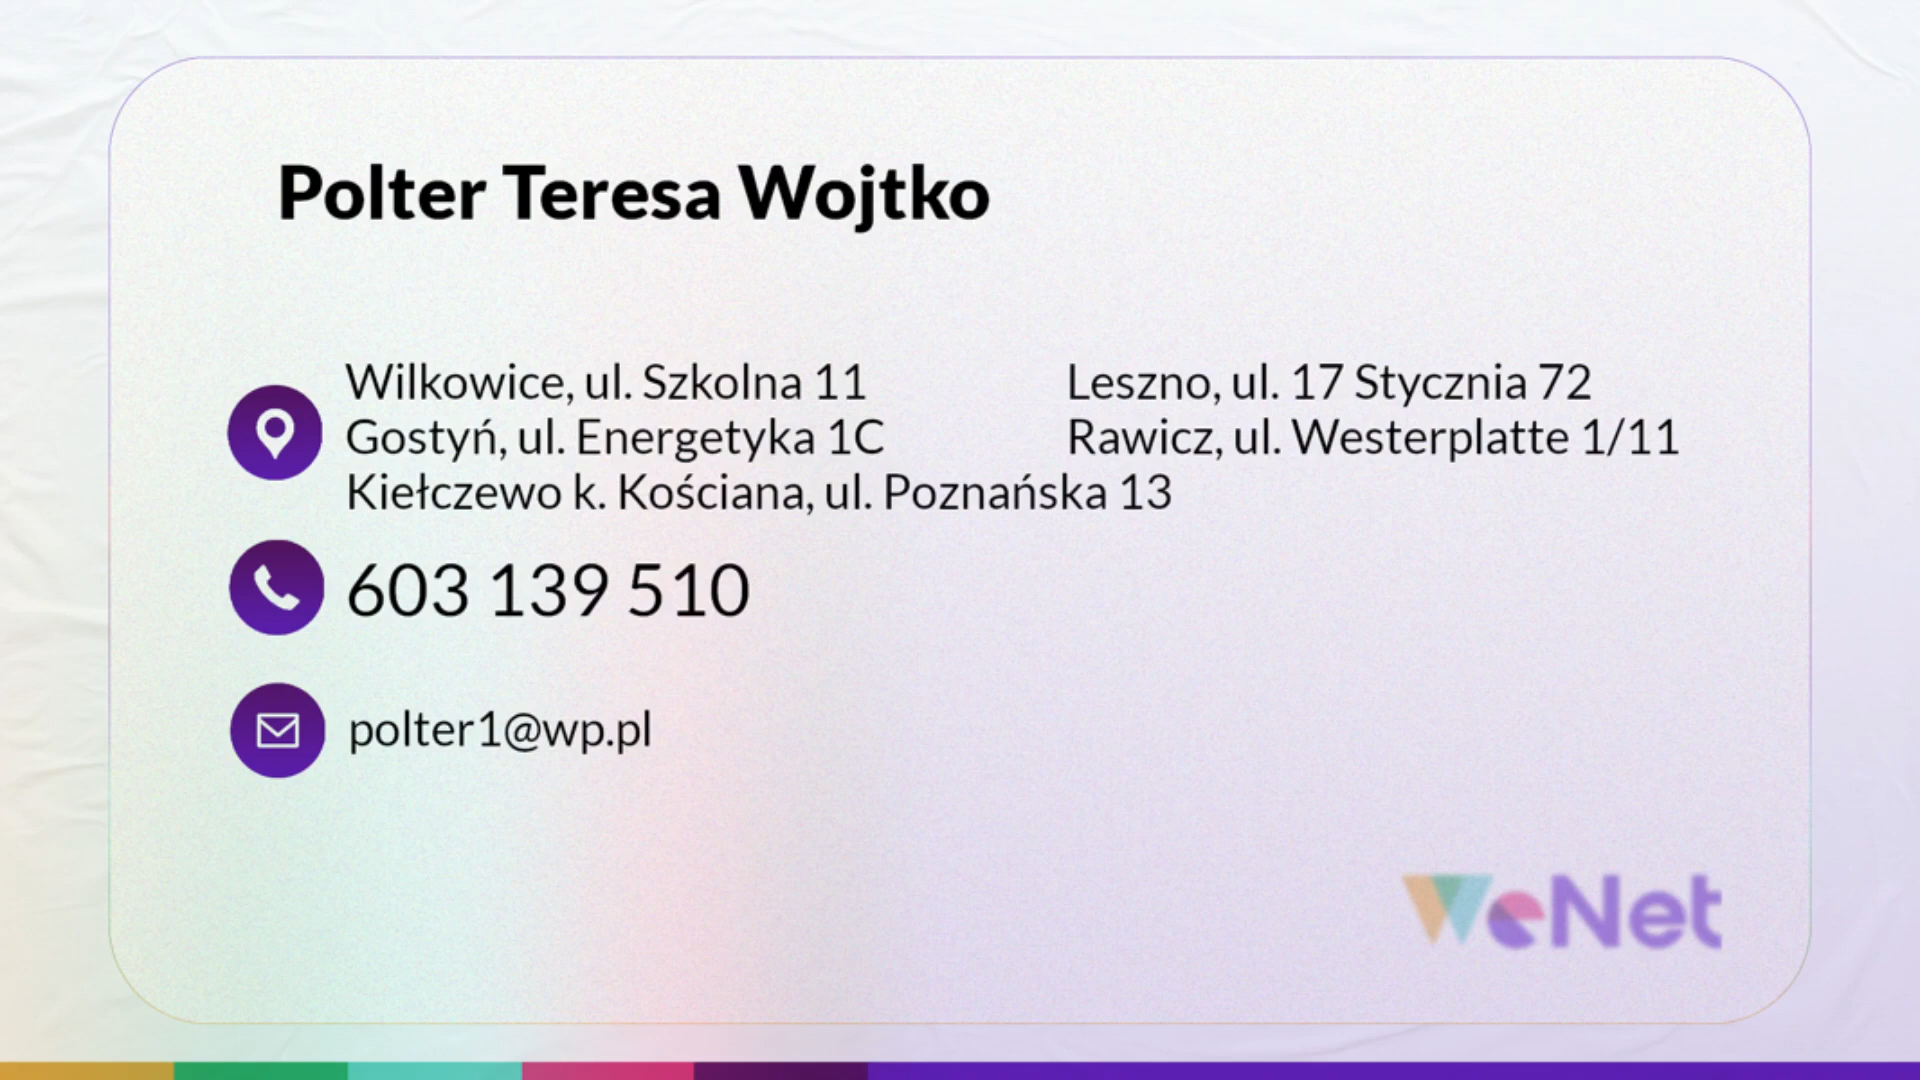 Polter Teresa Wojtko
Wilkowice, ul. Szkolna 11
Gostyń, ul. Energetyka 1C
Leszno, ul. 17 Stycznia 72
Rawicz, ul. Westerplatte 1/11
Kiełczewo k. Kościana, ul. Poznańska 13
603 139 510
polter1@wp.pl
WeNet